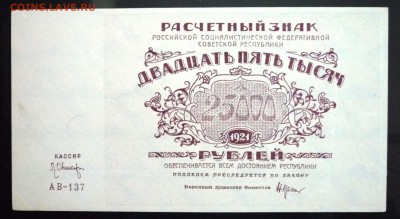 COINS.LAVE.RU
РАСЧЕТНЫЙ ЗНАК
РОССИЙСКОЙ СОЦИАЛИСТИЧЕСКОЙ ФЕДЕРАТИВНОЙ
СОВЕТСКОЙ РЕСПУБЛИКИ
ДВАДЦАТЬ ПЯТЬ ТЫСЯЧ
25000
1921
РУБЛЕЙ
ОБЕСПЕЧИВАЕТСЯ ВСЕМ ДОСТОЯНИЕМ РЕСПУБЛИКИ
ПОДДЕЛКА ПРЕСЛЕДУЕТСЯ ПО ЗАКОНУ
Народный Комиссар Финансов
КАССИР
АВ-137